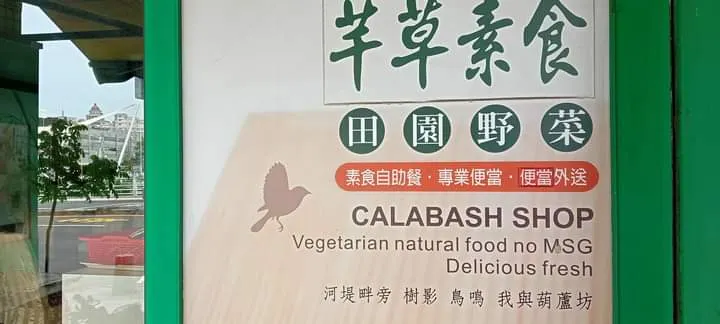 芊草素食
田園野菜
素食自助餐·專業便當·便當外送
CALABASH SHOP
Vegetarian natural food no MSG
Delicious fresh
河堤畔旁 樹影 鳥鳴 我與葫蘆坊